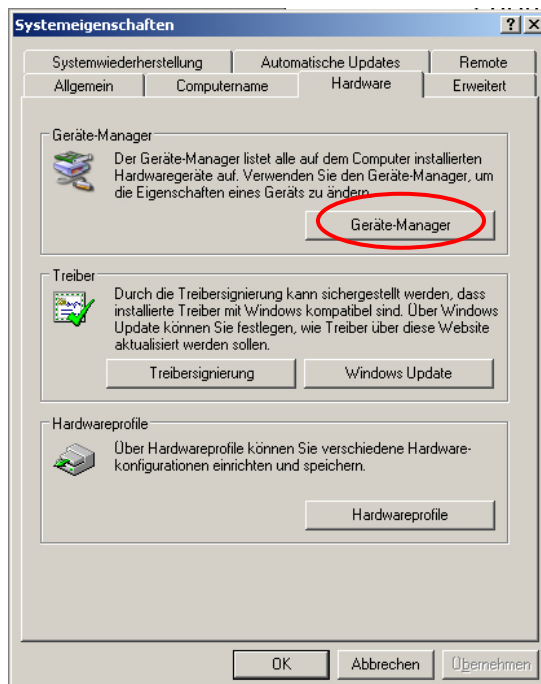 Systemeigenschaften
Systemwiederherstellung Automatische Updates Remote
Allgemein Computername Hardware Erweitert
Geräte-Manager
Der Geräte-Manager listet alle auf dem Computer installierten
Hardwaregeräte auf. Verwenden Sie den Geräte-Manager, um
die Eigenschaften eines Geräts zu ändern.
Geräte-Manager
Treiber
Durch die Treibersignierung kann sichergestellt werden, dass
installierte Treiber mit Windows kompatibel sind. Über Windows
Update können Sie festlegen, wie Treiber über diese Website
aktualisiert werden sollen.
Treibersignierung Windows Update
Hardwareprofile
Über Hardwareprofile können Sie verschiedene Hardware-
konfigurationen einrichten und speichern.
Hardwareprofile
OK Abbrechen Übernehmen